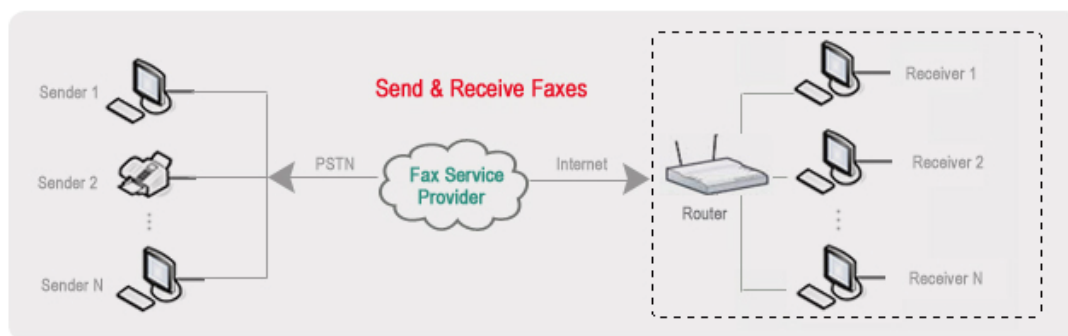 Send & Receive Faxes
Sender 1
Sender 2
Sender N
PSTN
Fax Service
Provider
Internet
Router
Receiver 1
Receiver 2
Receiver N